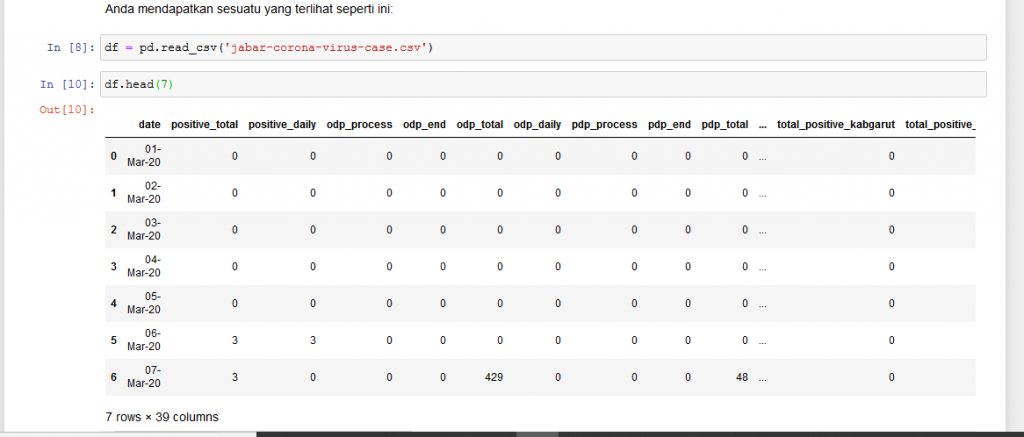 Anda mendapatkan sesuatu yang terlihat seperti ini:
In [8]: df = pd.read_csv('jabar-corona-virus-case.csv')
In [10]: df.head(7)
Out[10]:
date positive_total positive_daily odp_process odp_end odp_total odp_daily pdp_process pdp_end pdp_total ... total_positive_kabgarut total_positive_
0 01-Mar-20 0 0 0 0 0 0 0 0 0 ... 0
1 02-Mar-20 0 0 0 0 0 0 0 0 0 ... 0
2 03-Mar-20 0 0 0 0 0 0 0 0 0 ... 0
3 04-Mar-20 0 0 0 0 0 0 0 0 0 ... 0
4 05-Mar-20 0 0 0 0 0 0 0 0 0 ... 0
5 06-Mar-20 3 3 0 0 0 0 0 0 0 ... 0
6 07-Mar-20 3 0 0 0 429 0 0 0 48 ... 0
7 rows × 39 columns